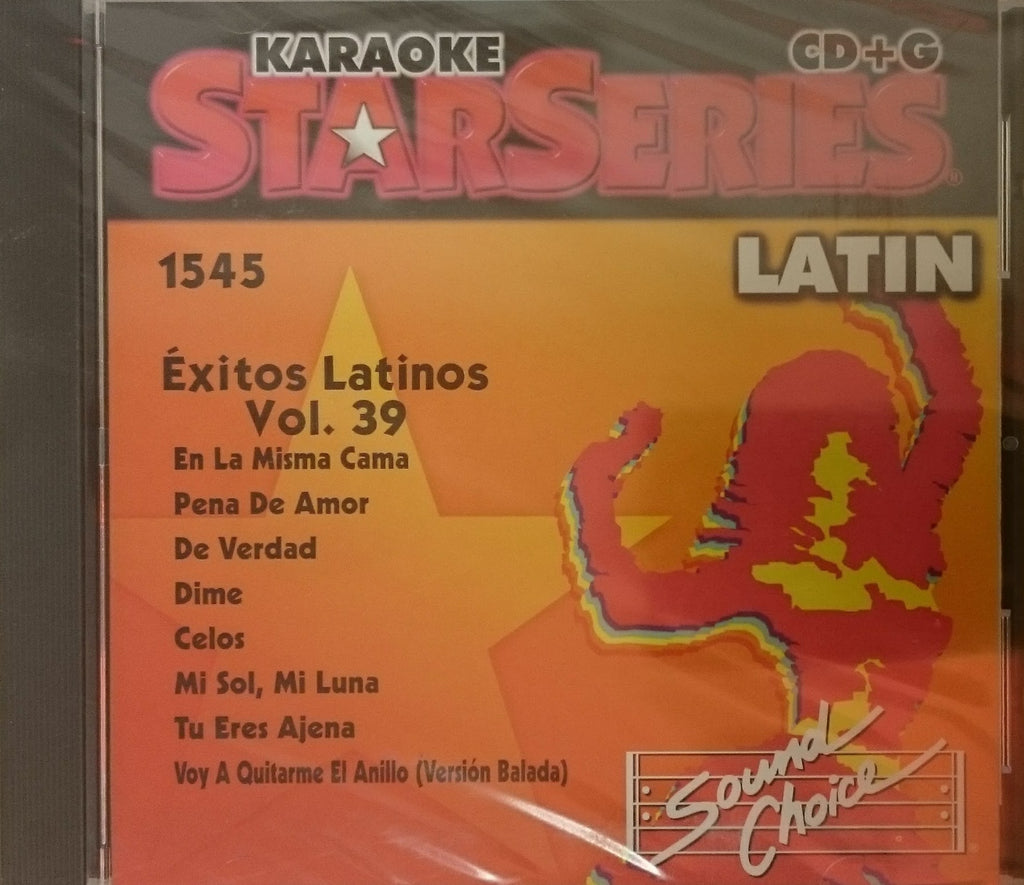 KARAOKE
CD+G
STARSERIES®
1545
LATIN
Éxitos Latinos
Vol. 39
En La Misma Cama
Pena De Amor
De Verdad
Dime
Celos
Mi Sol, Mi Luna
Tu Eres Ajena
Voy A Quitarme El Anillo (Versión Balada)
Sound
Choice